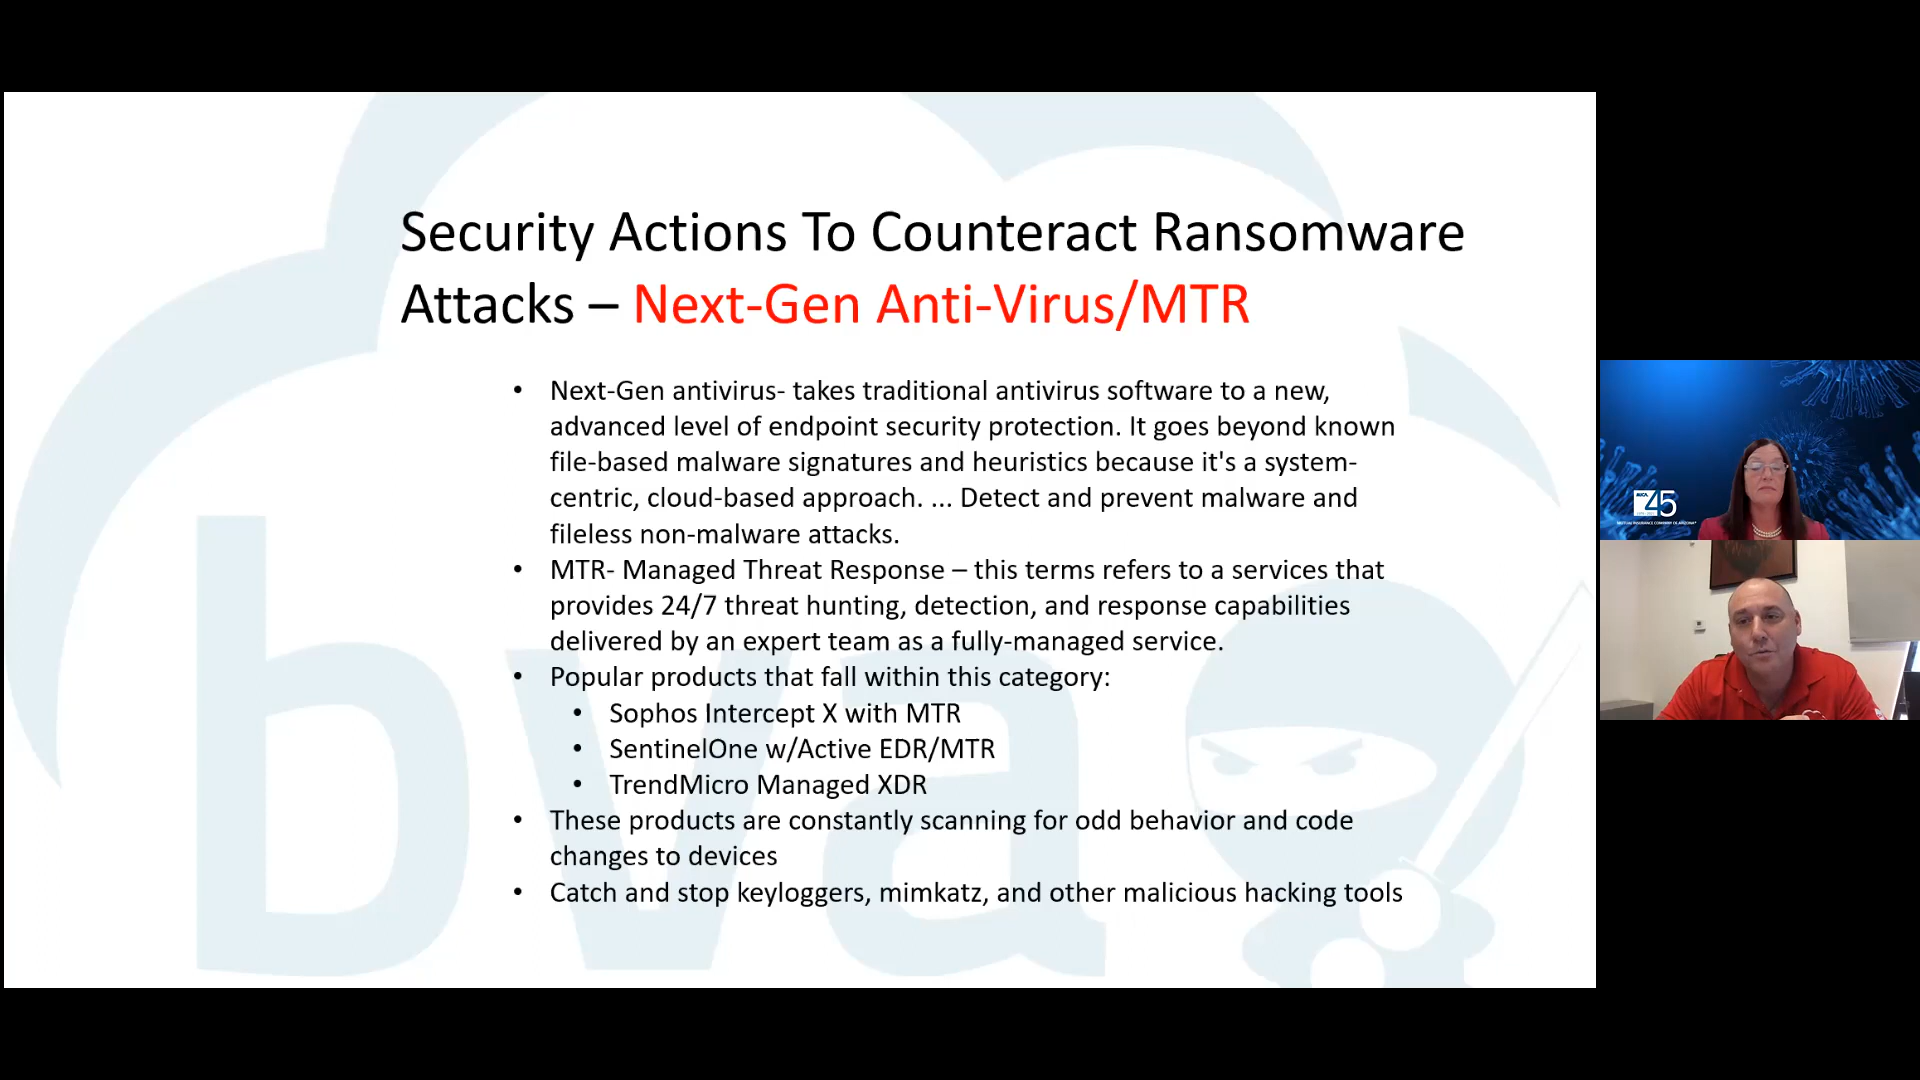 Security Actions To Counteract Ransomware
Attacks – Next-Gen Anti-Virus/MTR
• Next-Gen antivirus- takes traditional antivirus software to a new,
advanced level of endpoint security protection. It goes beyond known
file-based malware signatures and heuristics because it's a system-
centric, cloud-based approach. ... Detect and prevent malware and
fileless non-malware attacks.
• MTR- Managed Threat Response – this terms refers to a services that
provides 24/7 threat hunting, detection, and response capabilities
delivered by an expert team as a fully-managed service.
• Popular products that fall within this category:
• Sophos Intercept X with MTR
• SentinelOne w/Active EDR/MTR
• TrendMicro Managed XDR
• These products are constantly scanning for odd behavior and code
changes to devices
• Catch and stop keyloggers, mimkatz, and other malicious hacking tools
bva
45
MUTUAL INSURANCE COMPANY OF ARIZONA